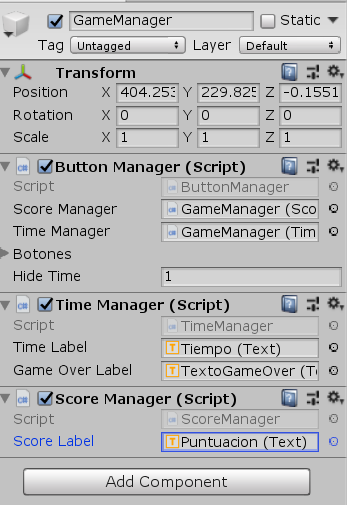 GameManager Static
Tag Untagged Layer Default
Transform
Position X 404.253 Y 229.825 Z -0.1551
Rotation X 0 Y 0 Z 0
Scale X 1 Y 1 Z 1
Button Manager (Script)
Script ButtonManager
Score Manager GameManager (Sco
Time Manager GameManager (Tim
Botones
Hide Time 1
Time Manager (Script)
Script TimeManager
Time Label Tiempo (Text)
Game Over Label TextoGameOver (Te
Score Manager (Script)
Script ScoreManager
Score Label Puntuacion (Text)
Add Component